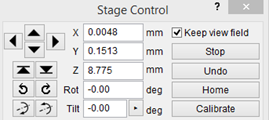 Stage Control
X 0.0048 mm Keep view field
Y 0.1513 mm Stop
Z 8.775 mm Undo
Rot -0.00 deg Home
Tilt -0.00 deg Calibrate